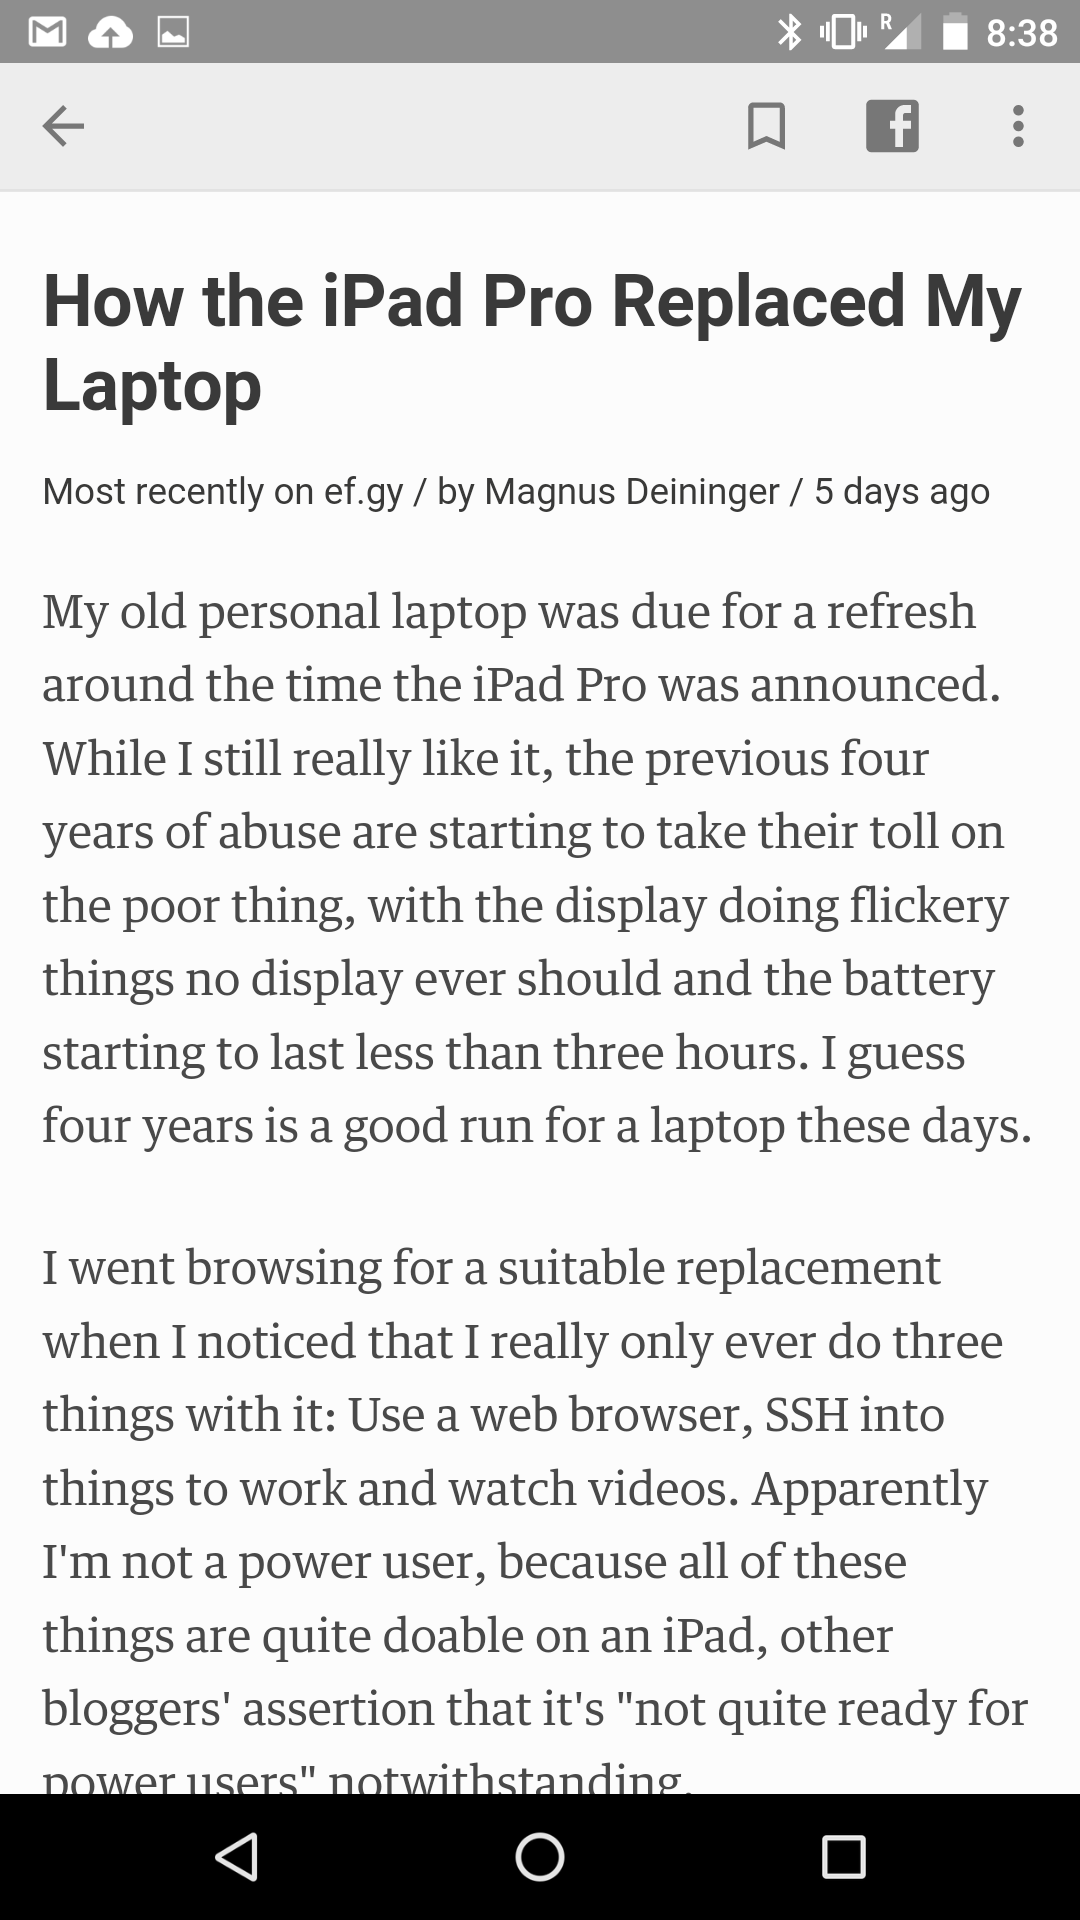 R 8:38
How the iPad Pro Replaced My
Laptop
Most recently on ef.gy / by Magnus Deininger / 5 days ago
My old personal laptop was due for a refresh
around the time the iPad Pro was announced.
While I still really like it, the previous four
years of abuse are starting to take their toll on
the poor thing, with the display doing flickery
things no display ever should and the battery
starting to last less than three hours. I guess
four years is a good run for a laptop these days.
I went browsing for a suitable replacement
when I noticed that I really only ever do three
things with it: Use a web browser, SSH into
things to work and watch videos. Apparently
I'm not a power user, because all of these
things are quite doable on an iPad, other
bloggers' assertion that it's "not quite ready for
power users" notwithstanding.